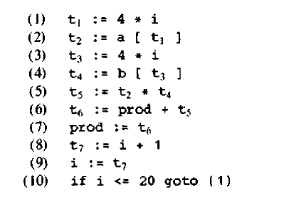 (1) t₁ := 4 * i
(2) t₂ := a [ t₁ ]
(3) t₃ := 4 * i
(4) t₄ := b [ t₃ ]
(5) t₅ := t₂ * t₄
(6) t₆ := prod + t₅
(7) prod := t₆
(8) t₇ := i + 1
(9) i := t₇
(10) if i <= 20 goto (1)